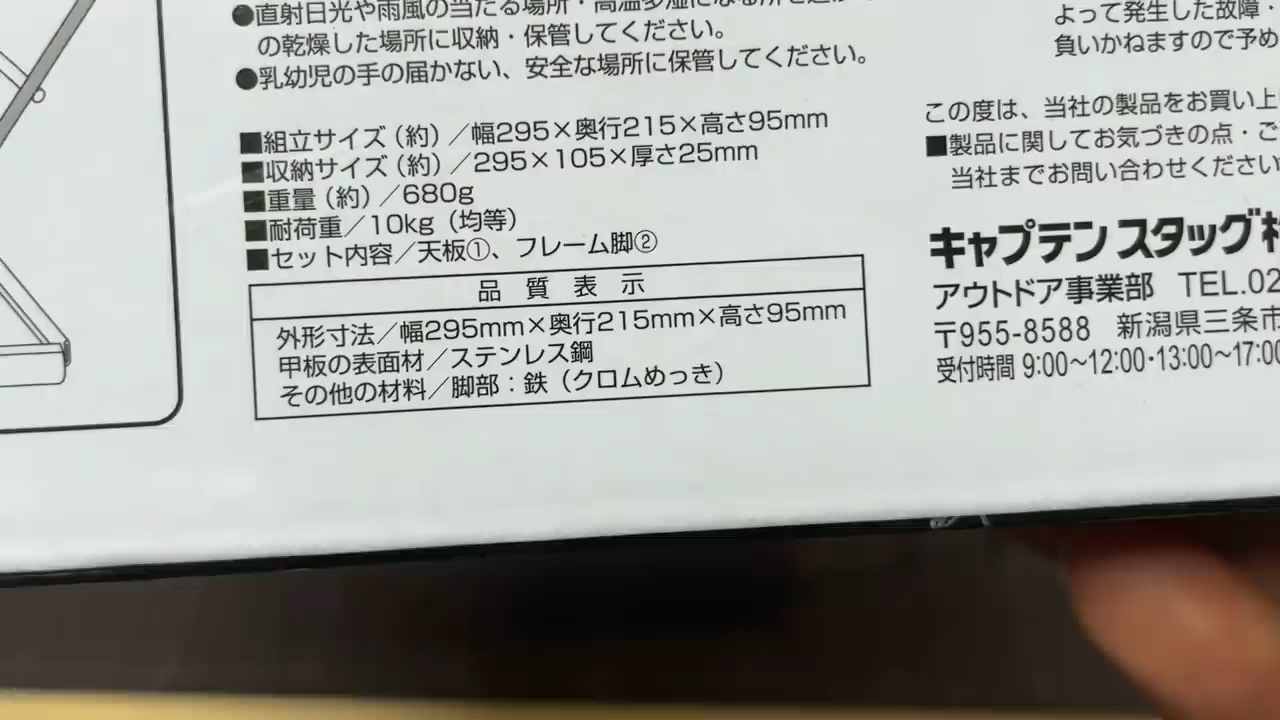 ●直射日光や雨風の当たる場所・高温多湿になる所を避け
の乾燥した場所に収納・保管してください。
●乳幼児の手の届かない、安全な場所に保管してください。
■組立サイズ(約)／幅295×奥行215×高さ95mm
■収納サイズ(約)／295×105×厚さ25mm
■重量(約)／680g
■耐荷重／10kg(均等)
■セット内容／天板①、フレーム脚②
品質表示
外形寸法／幅295mm×奥行215mm×高さ95mm
甲板の表面材／ステンレス鋼
その他の材料／脚部：鉄(クロムめっき)
よって発生した故障・
負いかねますので予め
この度は、当社の製品をお買い上
■製品に関してお気づきの点・ご
当社までお問い合わせください
キャプテンスタッグ
アウトドア事業部 TEL.02
〒955-8588 新潟県三条市
受付時間 9:00～12:00・13:00～17:00